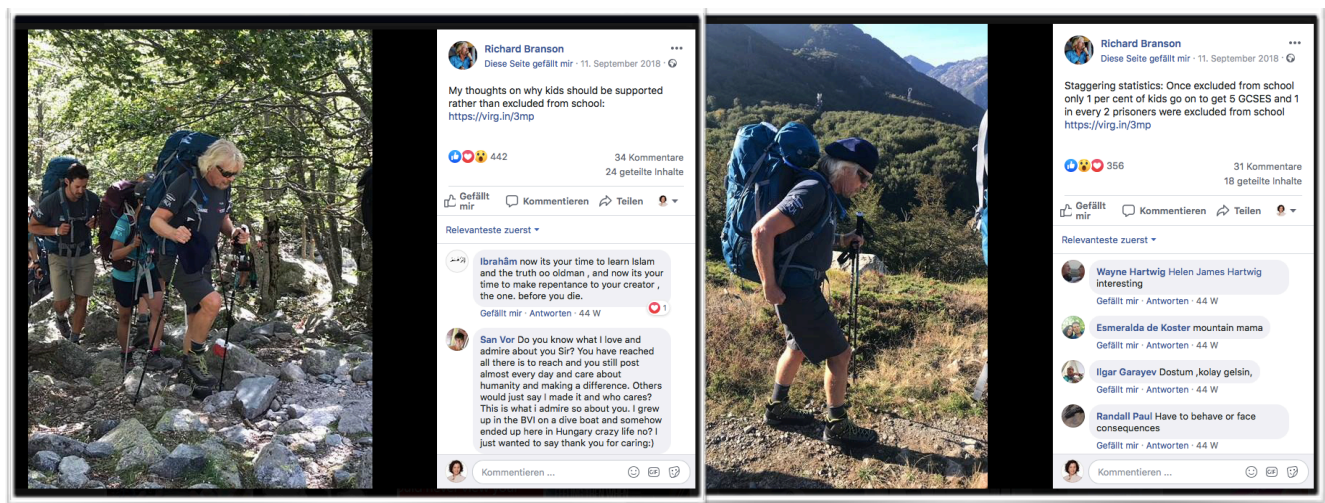 Richard Branson
Diese Seite gefällt mir · 11. September 2018 ·
My thoughts on why kids should be supported
rather than excluded from school:
https://virg.in/3mp
442
34 Kommentare
24 geteilte Inhalte
Gefällt
mir
Kommentieren
Teilen
Relevanteste zuerst
Ibrahâm now its your time to learn Islam
and the truth oo oldman , and now its your
time to make repentance to your creator ,
the one. before you die.
1
Gefällt mir · Antworten · 44 W
San Vor Do you know what I love and
admire about you Sir? You have reached
all there is to reach and you still post
almost every day and care about
humanity and making a difference. Others
would just say I made it and who cares?
This is what i admire so about you. I grew
up in the BVI on a dive boat and somehow
ended up here in Hungary crazy life no? I
just wanted to say thank you for caring:)
Kommentieren ...
GIF
Richard Branson
Diese Seite gefällt mir · 11. September 2018 ·
Staggering statistics: Once excluded from school
only 1 per cent of kids go on to get 5 GCSES and 1
in every 2 prisoners were excluded from school
https://virg.in/3mp
356
31 Kommentare
18 geteilte Inhalte
Gefällt
mir
Kommentieren
Teilen
Relevanteste zuerst
Wayne Hartwig Helen James Hartwig
interesting
Gefällt mir · Antworten · 44 W
Esmeralda de Koster mountain mama
Gefällt mir · Antworten · 44 W
Ilgar Garayev Dostum ,kolay gelsin,
Gefällt mir · Antworten · 44 W
Randall Paul Have to behave or face
consequences
Gefällt mir · Antworten · 44 W
Kommentieren ...
GIF